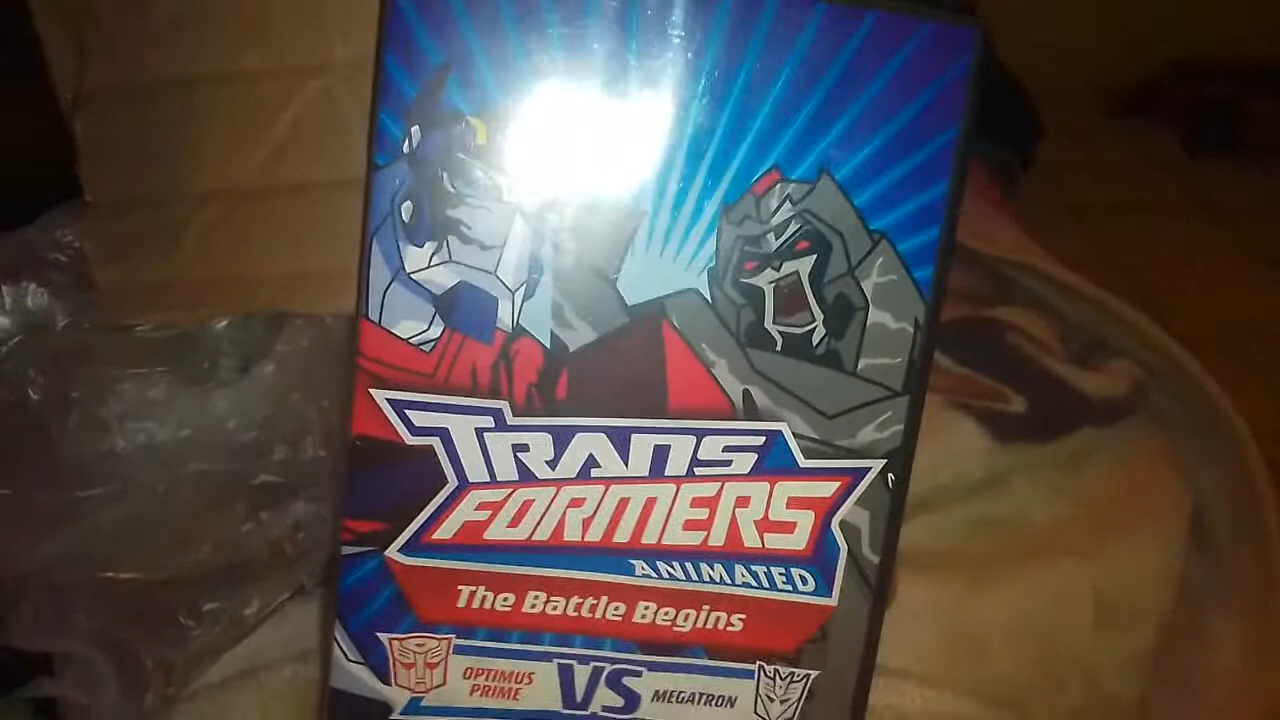 TRANS
FORMERS
ANIMATED
The Battle Begins
OPTIMUS
PRIME
VS
MEGATRON